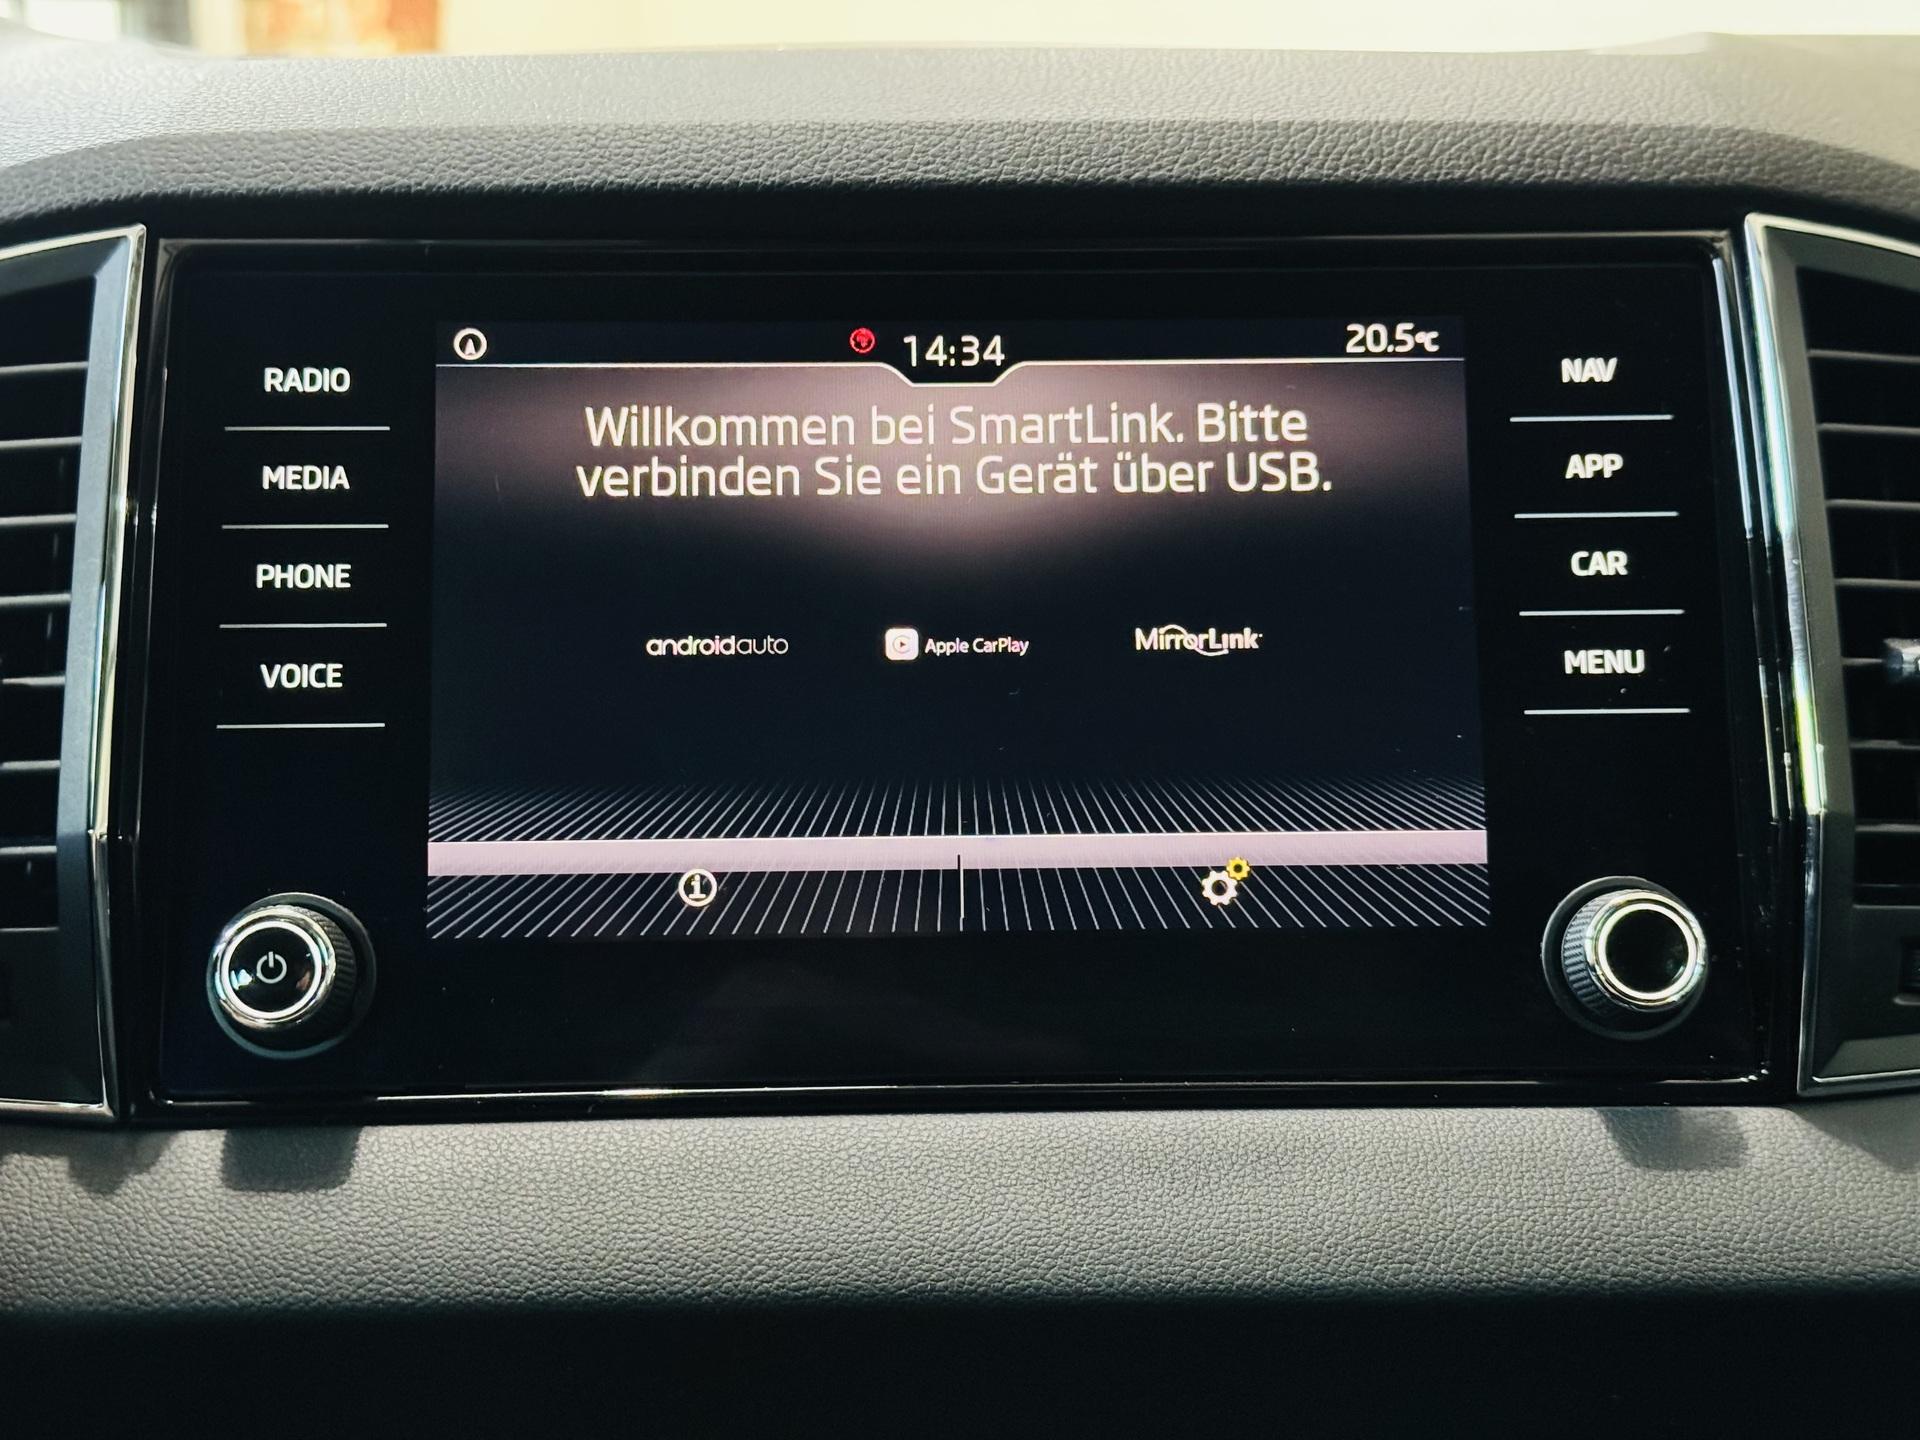 14:34
20.5°C
RADIO
MEDIA
PHONE
VOICE
Willkommen bei SmartLink. Bitte
verbinden Sie ein Gerät über USB.
androidauto
Apple CarPlay
MirrorLink
NAV
APP
CAR
MENU